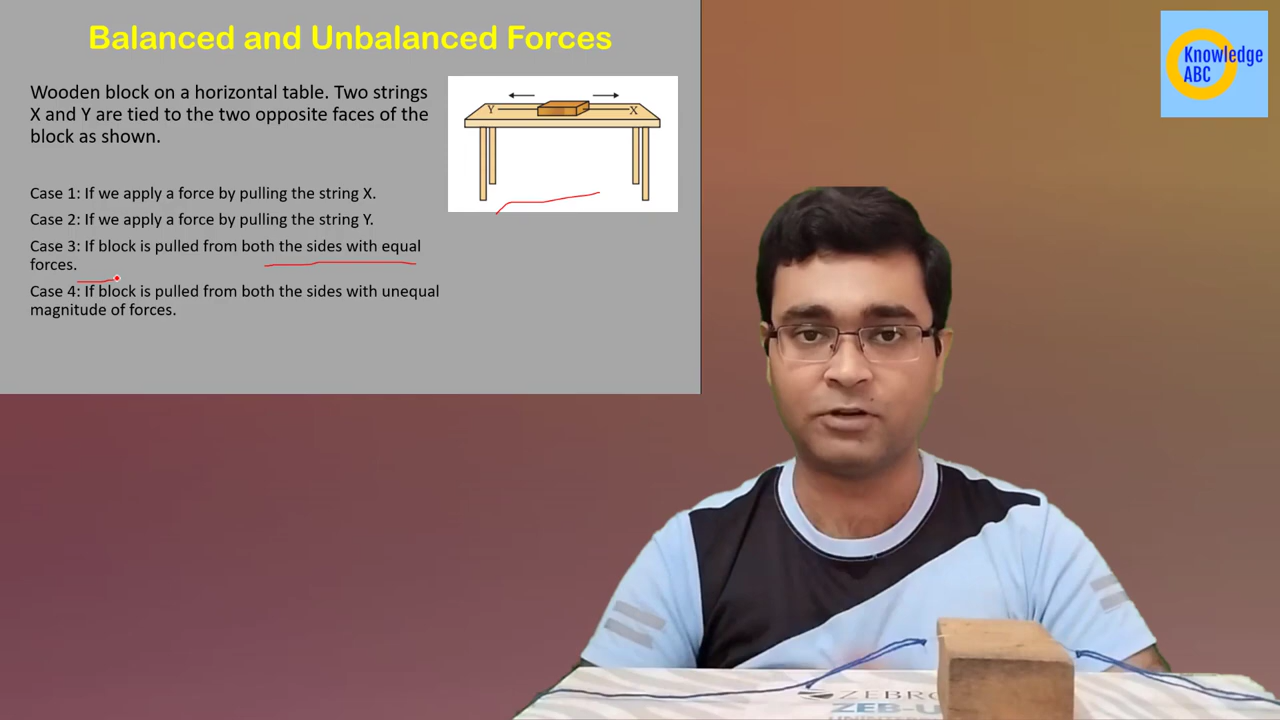 Balanced and Unbalanced Forces
Knowledge
ABC
Wooden block on a horizontal table. Two strings
X and Y are tied to the two opposite faces of the
block as shown.
Y
X
Case 1: If we apply a force by pulling the string X.
Case 2: If we apply a force by pulling the string Y.
Case 3: If block is pulled from both the sides with equal
forces.
Case 4: If block is pulled from both the sides with unequal
magnitude of forces.
ZEB-U